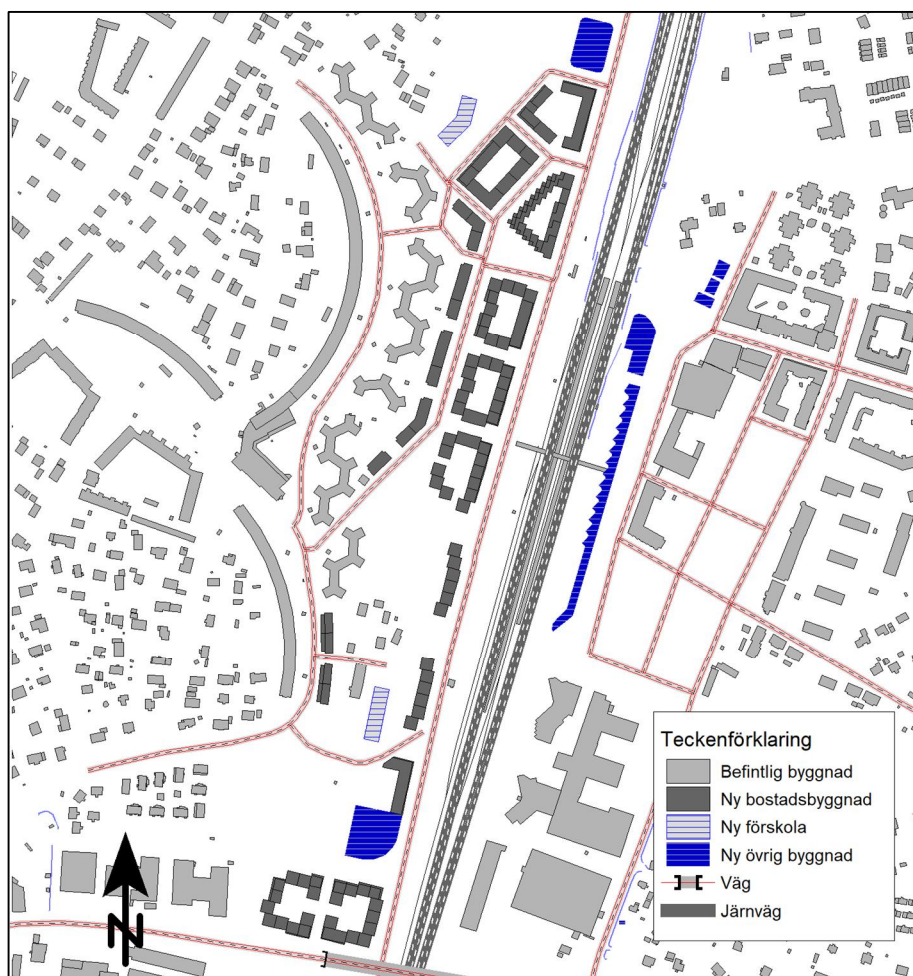 Teckenförklaring
Befintlig byggnad
Ny bostadsbyggnad
Ny förskola
Ny övrig byggnad
Väg
Järnväg
N